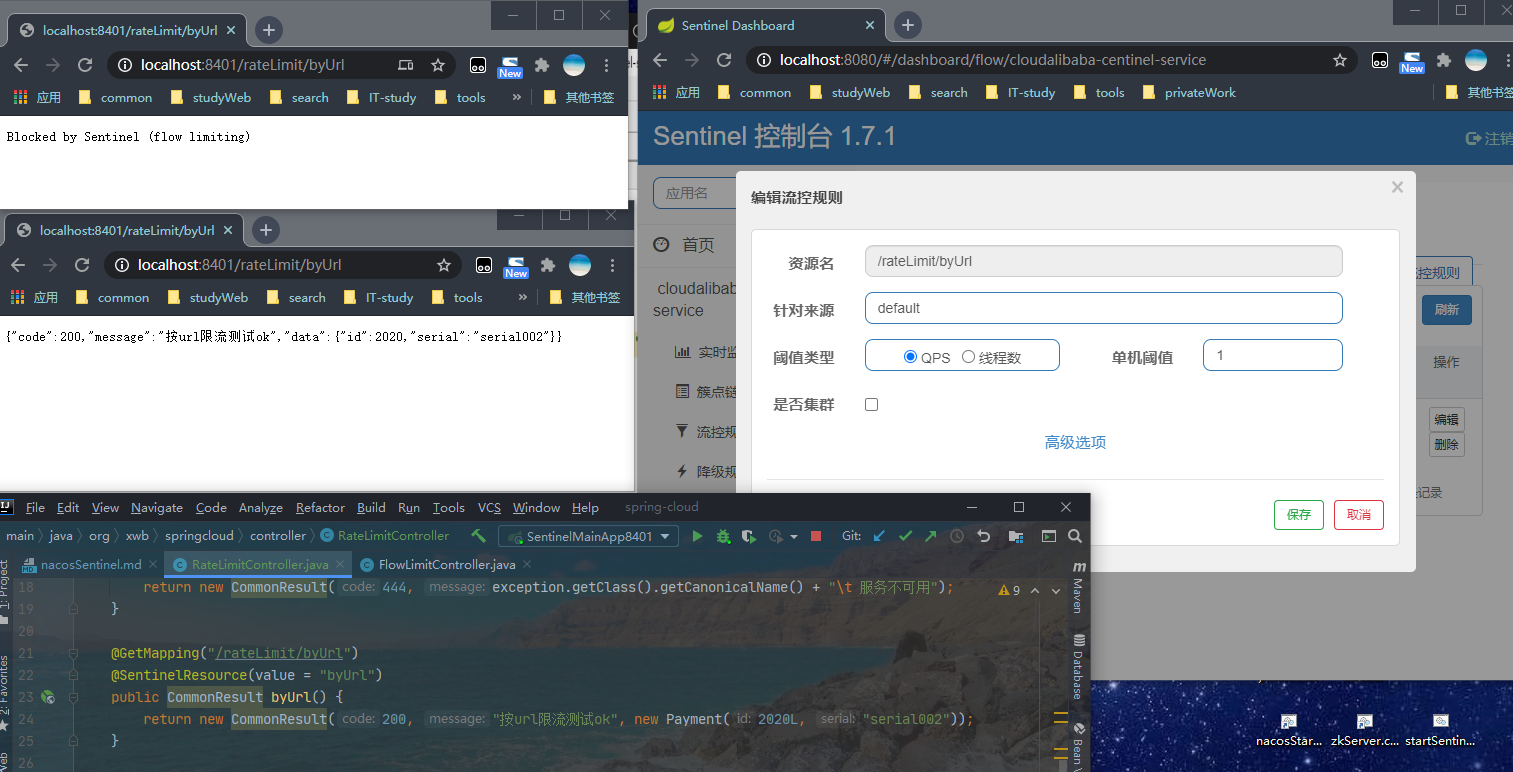 localhost:8401/rateLimit/byUrl
localhost:8401/rateLimit/byUrl
New
应用
common
studyWeb
search
IT-study
tools
»
其他书签
Blocked by Sentinel (flow limiting)
localhost:8401/rateLimit/byUrl
localhost:8401/rateLimit/byUrl
New
应用
common
studyWeb
search
IT-study
tools
»
其他书签
{"code":200,"message":"按url限流测试ok","data":{"id":2020,"serial":"serial002"}}
Sentinel Dashboard
localhost:8080/#/dashboard/flow/cloudalibaba-centinel-service
New
应用
common
studyWeb
search
IT-study
tools
privateWork
其他书签
Sentinel 控制台 1.7.1
注销
应用名
首页
cloudalibaba
service
实时监
簇点链
流控规
降级规
控规则
刷新
操作
编辑
删除
记录
编辑流控规则
资源名
/rateLimit/byUrl
针对来源
default
阈值类型
QPS 线程数
单机阈值
1
是否集群
高级选项
保存
取消
File Edit View Navigate Code Analyze Refactor Build Run Tools VCS Window Help spring-cloud
main java org xwb springcloud controller RateLimitController
SentinelMainApp8401
Git:
nacosSentinel.md
RateLimitController.java
FlowLimitController.java
1: Project
2: Favorites
Maven
Database
9
18 return new CommonResult( code: 444, message: exception.getClass().getCanonicalName() + "\t 服务不可用");
19 }
20
21 @GetMapping("/rateLimit/byUrl")
22 @SentinelResource(value = "byUrl")
23 public CommonResult byUrl() {
24 return new CommonResult( code: 200, message: "按url限流测试ok", new Payment( id: 2020L, serial: "serial002"));
25 }
26
nacosStar...
zkServer.c...
startSentin...